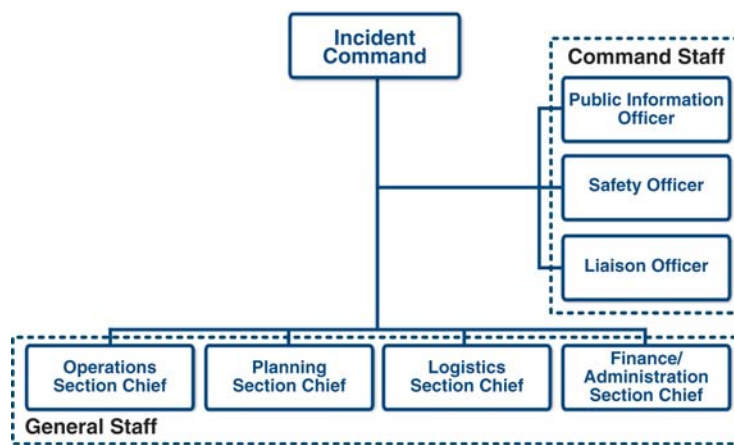 Incident
Command
Command Staff
Public Information
Officer
Safety Officer
Liaison Officer
Operations
Section Chief
Planning
Section Chief
Logistics
Section Chief
Finance/
Administration
Section Chief
General Staff